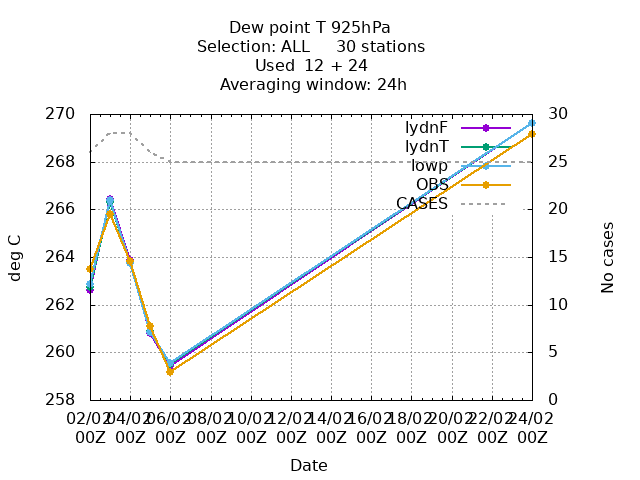 Dew point T 925hPa
Selection: ALL     30 stations
Used  12 + 24
Averaging window: 24h
270
268
266
264
262
260
258
30
25
20
15
10
5
0
lydnF
lydnT
lowp
OBS
CASES
deg C
No cases
02/02 04/02 06/02 08/02 10/02 12/02 14/02 16/02 18/02 20/02 22/02 24/02
00Z 00Z 00Z 00Z 00Z 00Z 00Z 00Z 00Z 00Z 00Z 00Z
Date